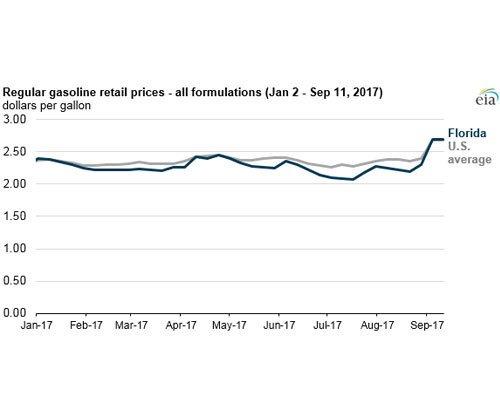 Regular gasoline retail prices - all formulations (Jan 2 - Sep 11, 2017)
dollars per gallon
eia
3.00
2.50
2.00
1.50
1.00
0.50
0.00
Florida
U.S.
average
Jan-17 Feb-17 Mar-17 Apr-17 May-17 Jun-17 Jul-17 Aug-17 Sep-17